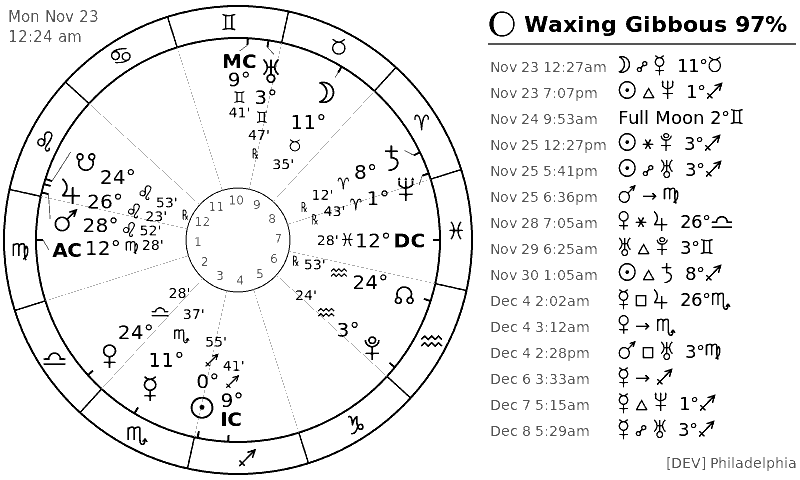 Mon Nov 23
12:24 am
♊
♉
♈
♓
♒
♑
♐
♏
♎
♍
♌
♋
MC
9°
♊
41'
♅
3°
♊
47'
℞
☽
11°
♉
35'
♄
8°
♈
12'
℞
♆
1°
♈
43'
℞
DC
12°
♓
28'
☊
24°
♒
53'
℞
♇
3°
♒
24'
IC
9°
♐
41'
☉
0°
♐
55'
☿
11°
♏
37'
♀
24°
♎
28'
AC 12° ♍ 28'
♂ 28° ♌ 52'
♃ 26° ♌ 23'
☋ 24° ♌ 53' ℞
1
2
3
4
5
6
7
8
9
10
11
12
Waxing Gibbous 97%
Nov 23 12:27am ☽ ☍ ☿ 11°♉
Nov 23 7:07pm ☉ △ ♆ 1°♐
Nov 24 9:53am Full Moon 2°♊
Nov 25 12:27pm ☉ ⚹ ♇ 3°♐
Nov 25 5:41pm ☉ ☍ ♅ 3°♐
Nov 25 6:36pm ♂ → ♍
Nov 28 7:05am ♀ ⚹ ♃ 26°♎
Nov 29 6:25am ♅ △ ♇ 3°♊
Nov 30 1:05am ☉ △ ♄ 8°♐
Dec 4 2:02am ☿ □ ♃ 26°♏
Dec 4 3:12am ♀ → ♏
Dec 4 2:28pm ♂ □ ♅ 3°♍
Dec 6 3:33am ☿ → ♐
Dec 7 5:15am ☿ △ ♆ 1°♐
Dec 8 5:29am ☿ ☍ ♅ 3°♐
[DEV] Philadelphia